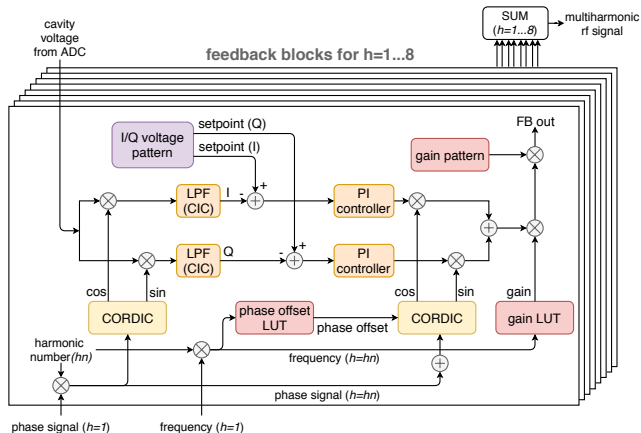 cavity
voltage
from ADC
feedback blocks for h=1...8
SUM
(h=1...8)
multiharmonic
rf signal
I/Q voltage
pattern
setpoint (Q)
setpoint (I)
gain pattern
FB out
LPF
(CIC)
I
-
+
PI
controller
LPF
(CIC)
Q
-
+
PI
controller
cos
sin
cos
sin
gain
CORDIC
phase offset
LUT
phase offset
CORDIC
gain LUT
harmonic
number(hn)
frequency (h=hn)
phase signal (h=hn)
phase signal (h=1)
frequency (h=1)